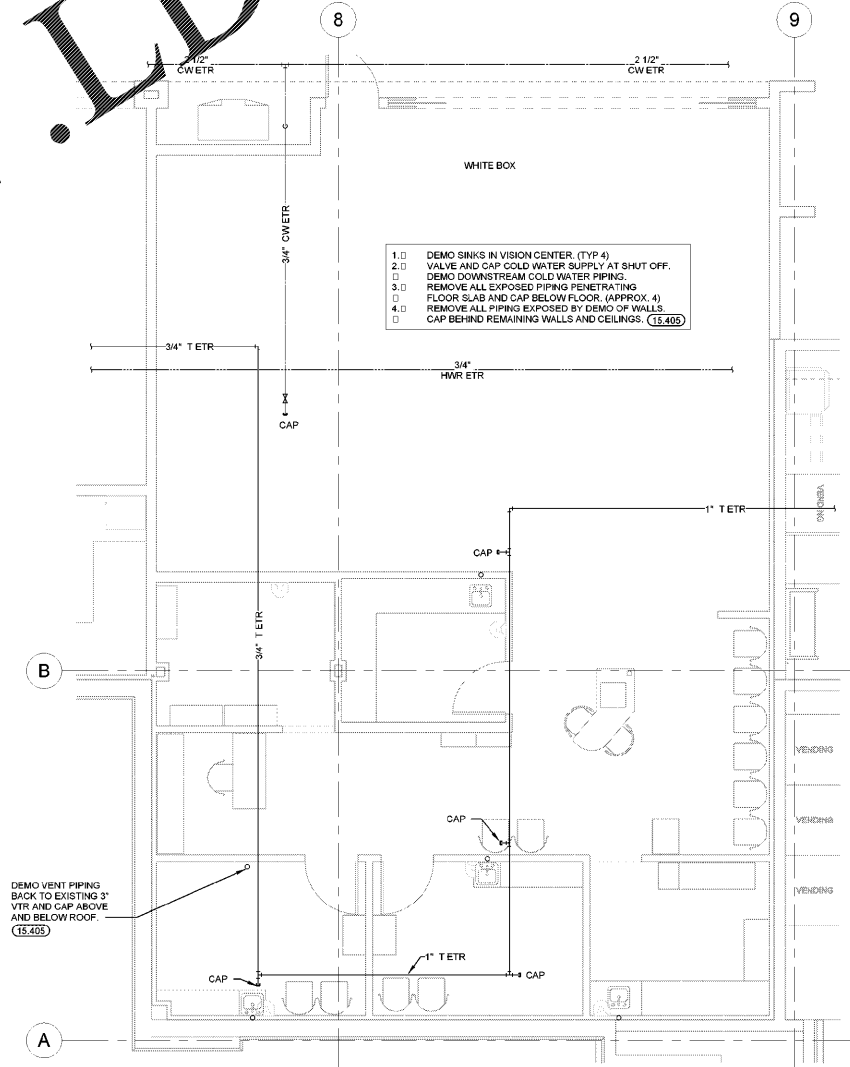 .LL
8
9
2 1/2"
CW ETR
2 1/2"
CW ETR
WHITE BOX
3/4" CW ETR
1. DEMO SINKS IN VISION CENTER. (TYP 4)
2. VALVE AND CAP COLD WATER SUPPLY AT SHUT OFF.
DEMO DOWNSTREAM COLD WATER PIPING.
3. REMOVE ALL EXPOSED PIPING PENETRATING
FLOOR SLAB AND CAP BELOW FLOOR. (APPROX. 4)
4. REMOVE ALL PIPING EXPOSED BY DEMO OF WALLS.
CAP BEHIND REMAINING WALLS AND CEILINGS. 15.405
3/4" T ETR
3/4"
HWR ETR
CAP
VENDING
1" T ETR
CAP
3/4" T ETR
B
VENDING
CAP
VENDING
DEMO VENT PIPING
BACK TO EXISTING 3"
VTR AND CAP ABOVE
AND BELOW ROOF.
15.405
VENDING
1" T ETR
CAP
CAP
A